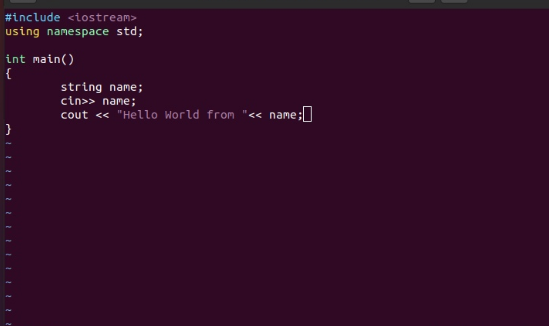 #include <iostream>
using namespace std;

int main()
{
        string name;
        cin>> name;
        cout << "Hello World from "<< name;
}
~
~
~
~
~
~
~
~
~
~
~
~
~
~